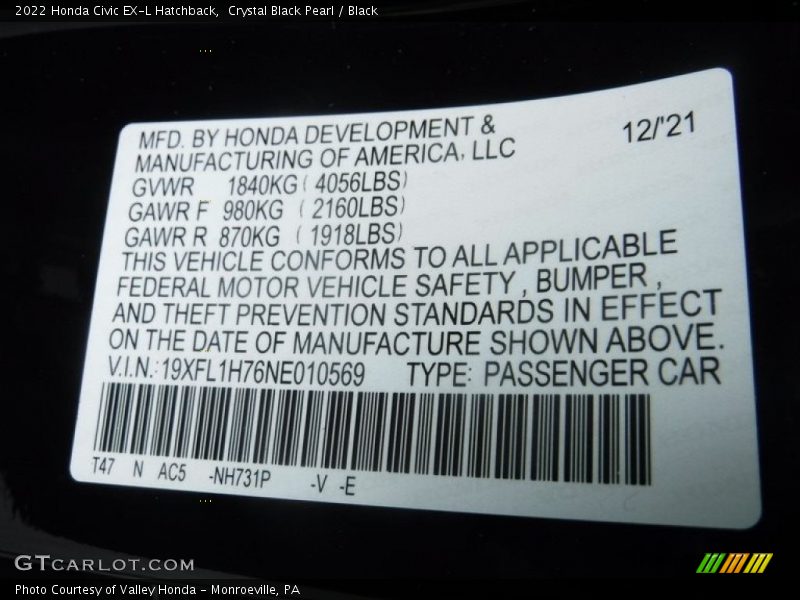 2022 Honda Civic EX-L Hatchback,  Crystal Black Pearl / Black
MFD. BY HONDA DEVELOPMENT &
MANUFACTURING OF AMERICA, LLC
12/'21
GVWR 1840KG ( 4056LBS)
GAWR F 980KG ( 2160LBS)
GAWR R 870KG ( 1918LBS)
THIS VEHICLE CONFORMS TO ALL APPLICABLE
FEDERAL MOTOR VEHICLE SAFETY , BUMPER ,
AND THEFT PREVENTION STANDARDS IN EFFECT
ON THE DATE OF MANUFACTURE SHOWN ABOVE.
V.I.N.: 19XFL1H76NE010569 TYPE: PASSENGER CAR
T47 N AC5 -NH731P -V -E
GTCARLOT.COM
Photo Courtesy of Valley Honda - Monroeville, PA